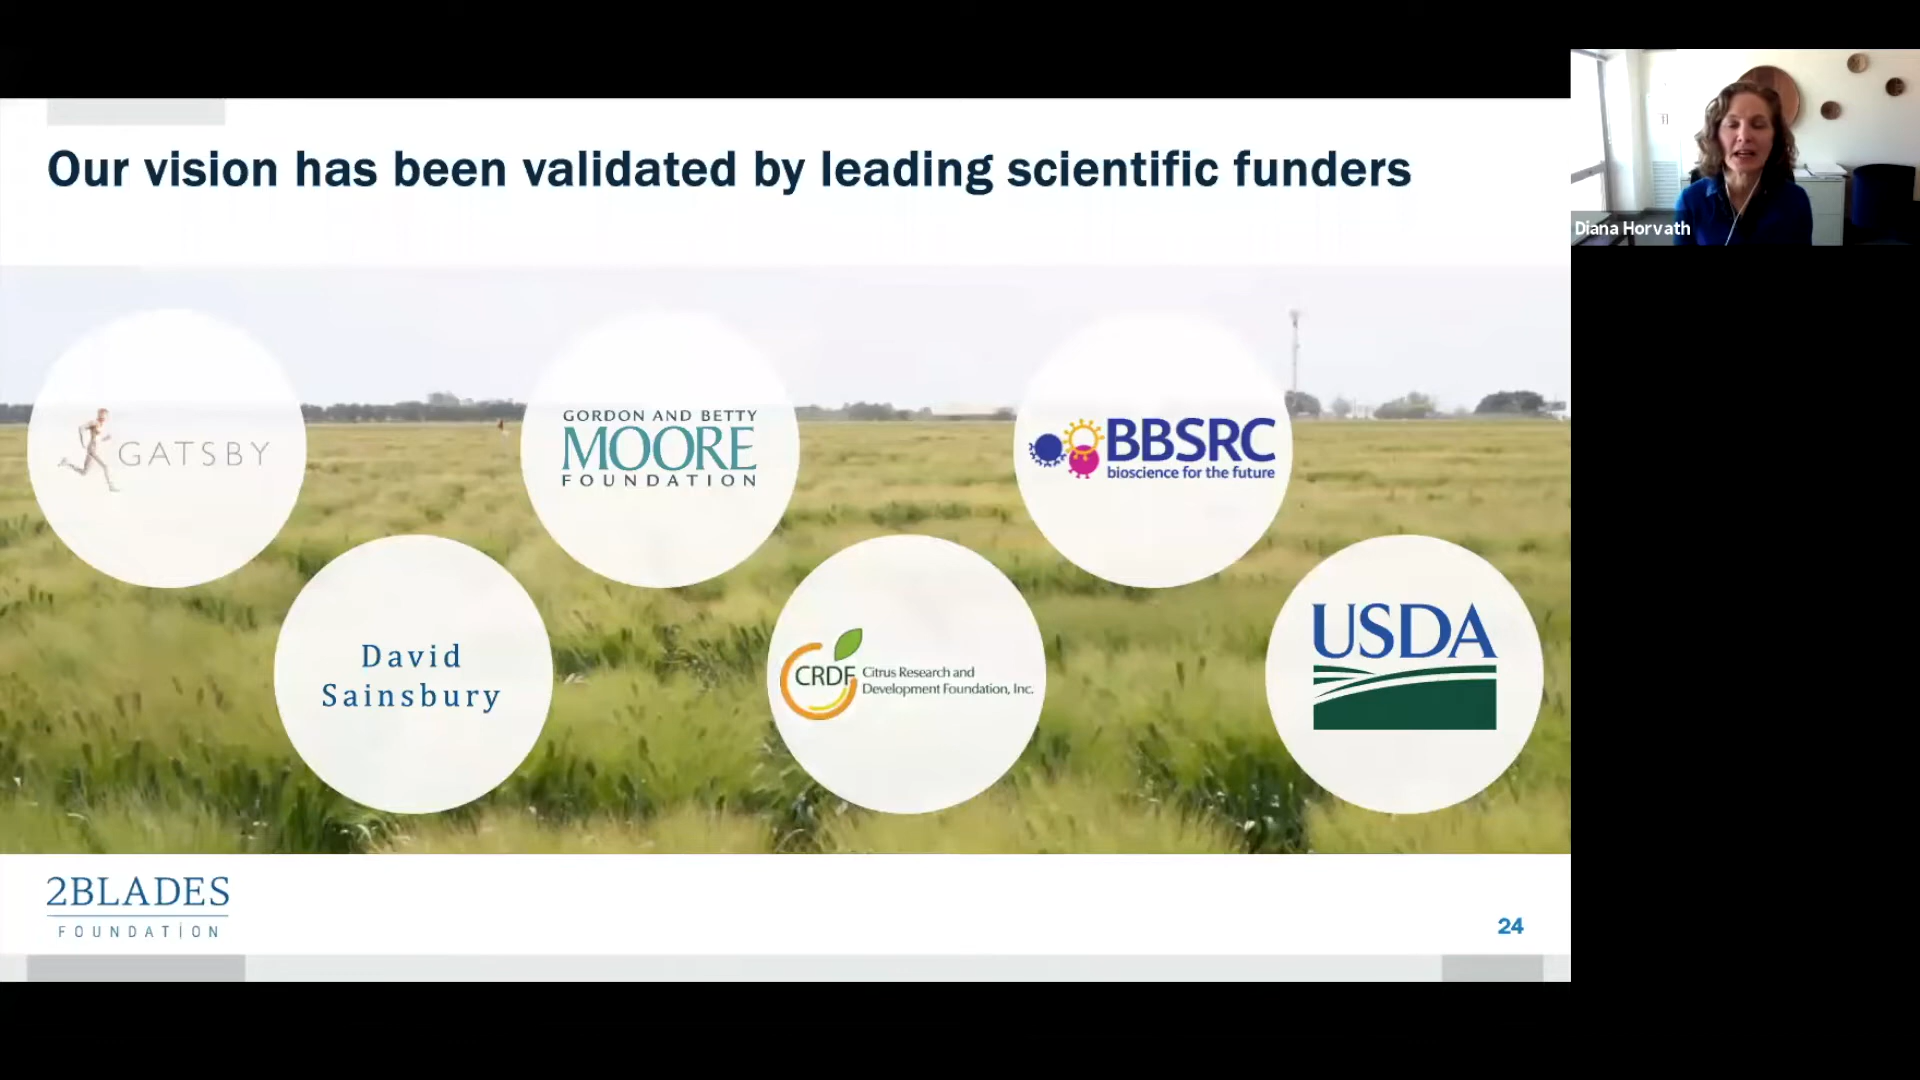 Our vision has been validated by leading scientific funders
Diana Horvath
GATSBY
GORDON AND BETTY
MOORE
FOUNDATION
BBSRC
bioscience for the future
David
Sainsbury
CRDF
Citrus Research and
Development Foundation, Inc.
USDA
2BLADES
FOUNDATION
24